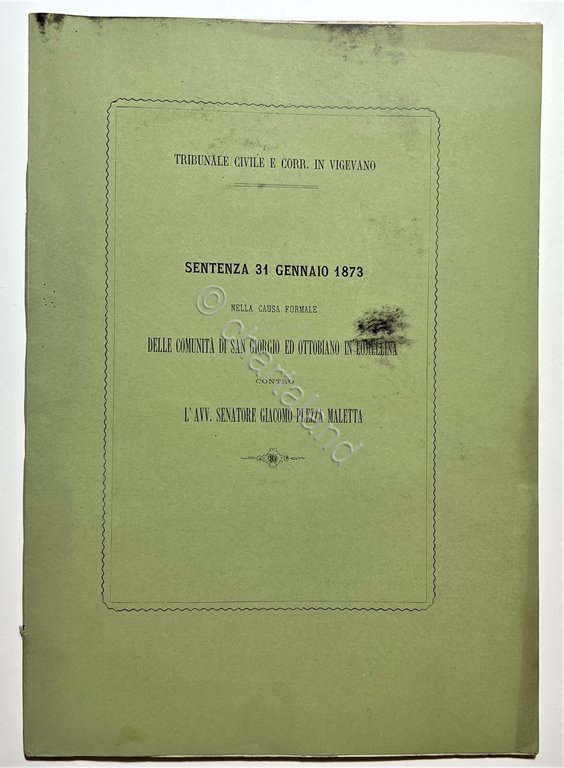 TRIBUNALE CIVILE E CORR. IN VIGEVANO
SENTENZA 31 GENNAIO 1873
NELLA CAUSA FORMALE
DELLE COMUNITÀ DI SAN GIORGIO ED OTTOBIANO IN LOMELLINA
CONTRO
L'AVV. SENATORE GIACOMO PLEZZA MALETTA
© chartaland